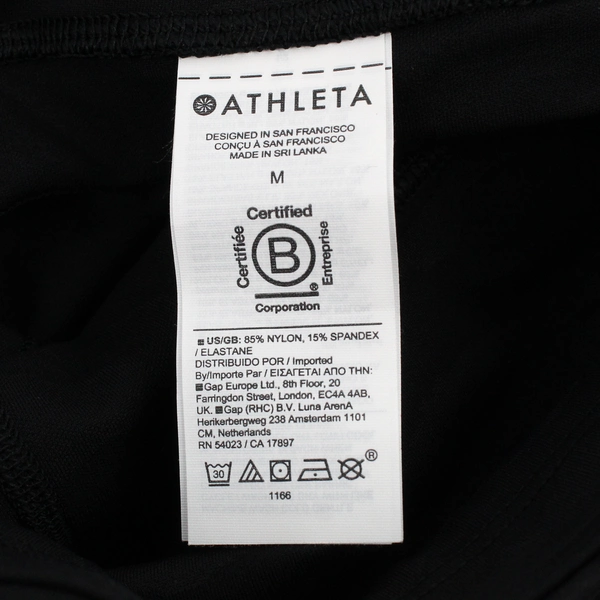 ATHLETA
DESIGNED IN SAN FRANCISCO
CONÇU À SAN FRANCISCO
MADE IN SRI LANKA
M
Certified
Certifiée
B
Entreprise
®
Corporation
US/GB: 85% NYLON, 15% SPANDEX
/ ELASTANE
DISTRIBUIDO POR / Imported
By/Importe Par / ΕΙΣΑΓΕΤΑΙ ΑΠΟ ΤΗΝ:
Gap Europe Ltd., 8th Floor, 20
Farringdon Street, London, EC4A 4AB,
UK. Gap (RHC) B.V. Luna ArenA
Herikerbergweg 238 Amsterdam 1101
CM, Netherlands
RN 54023 / CA 17897
30
®
1166